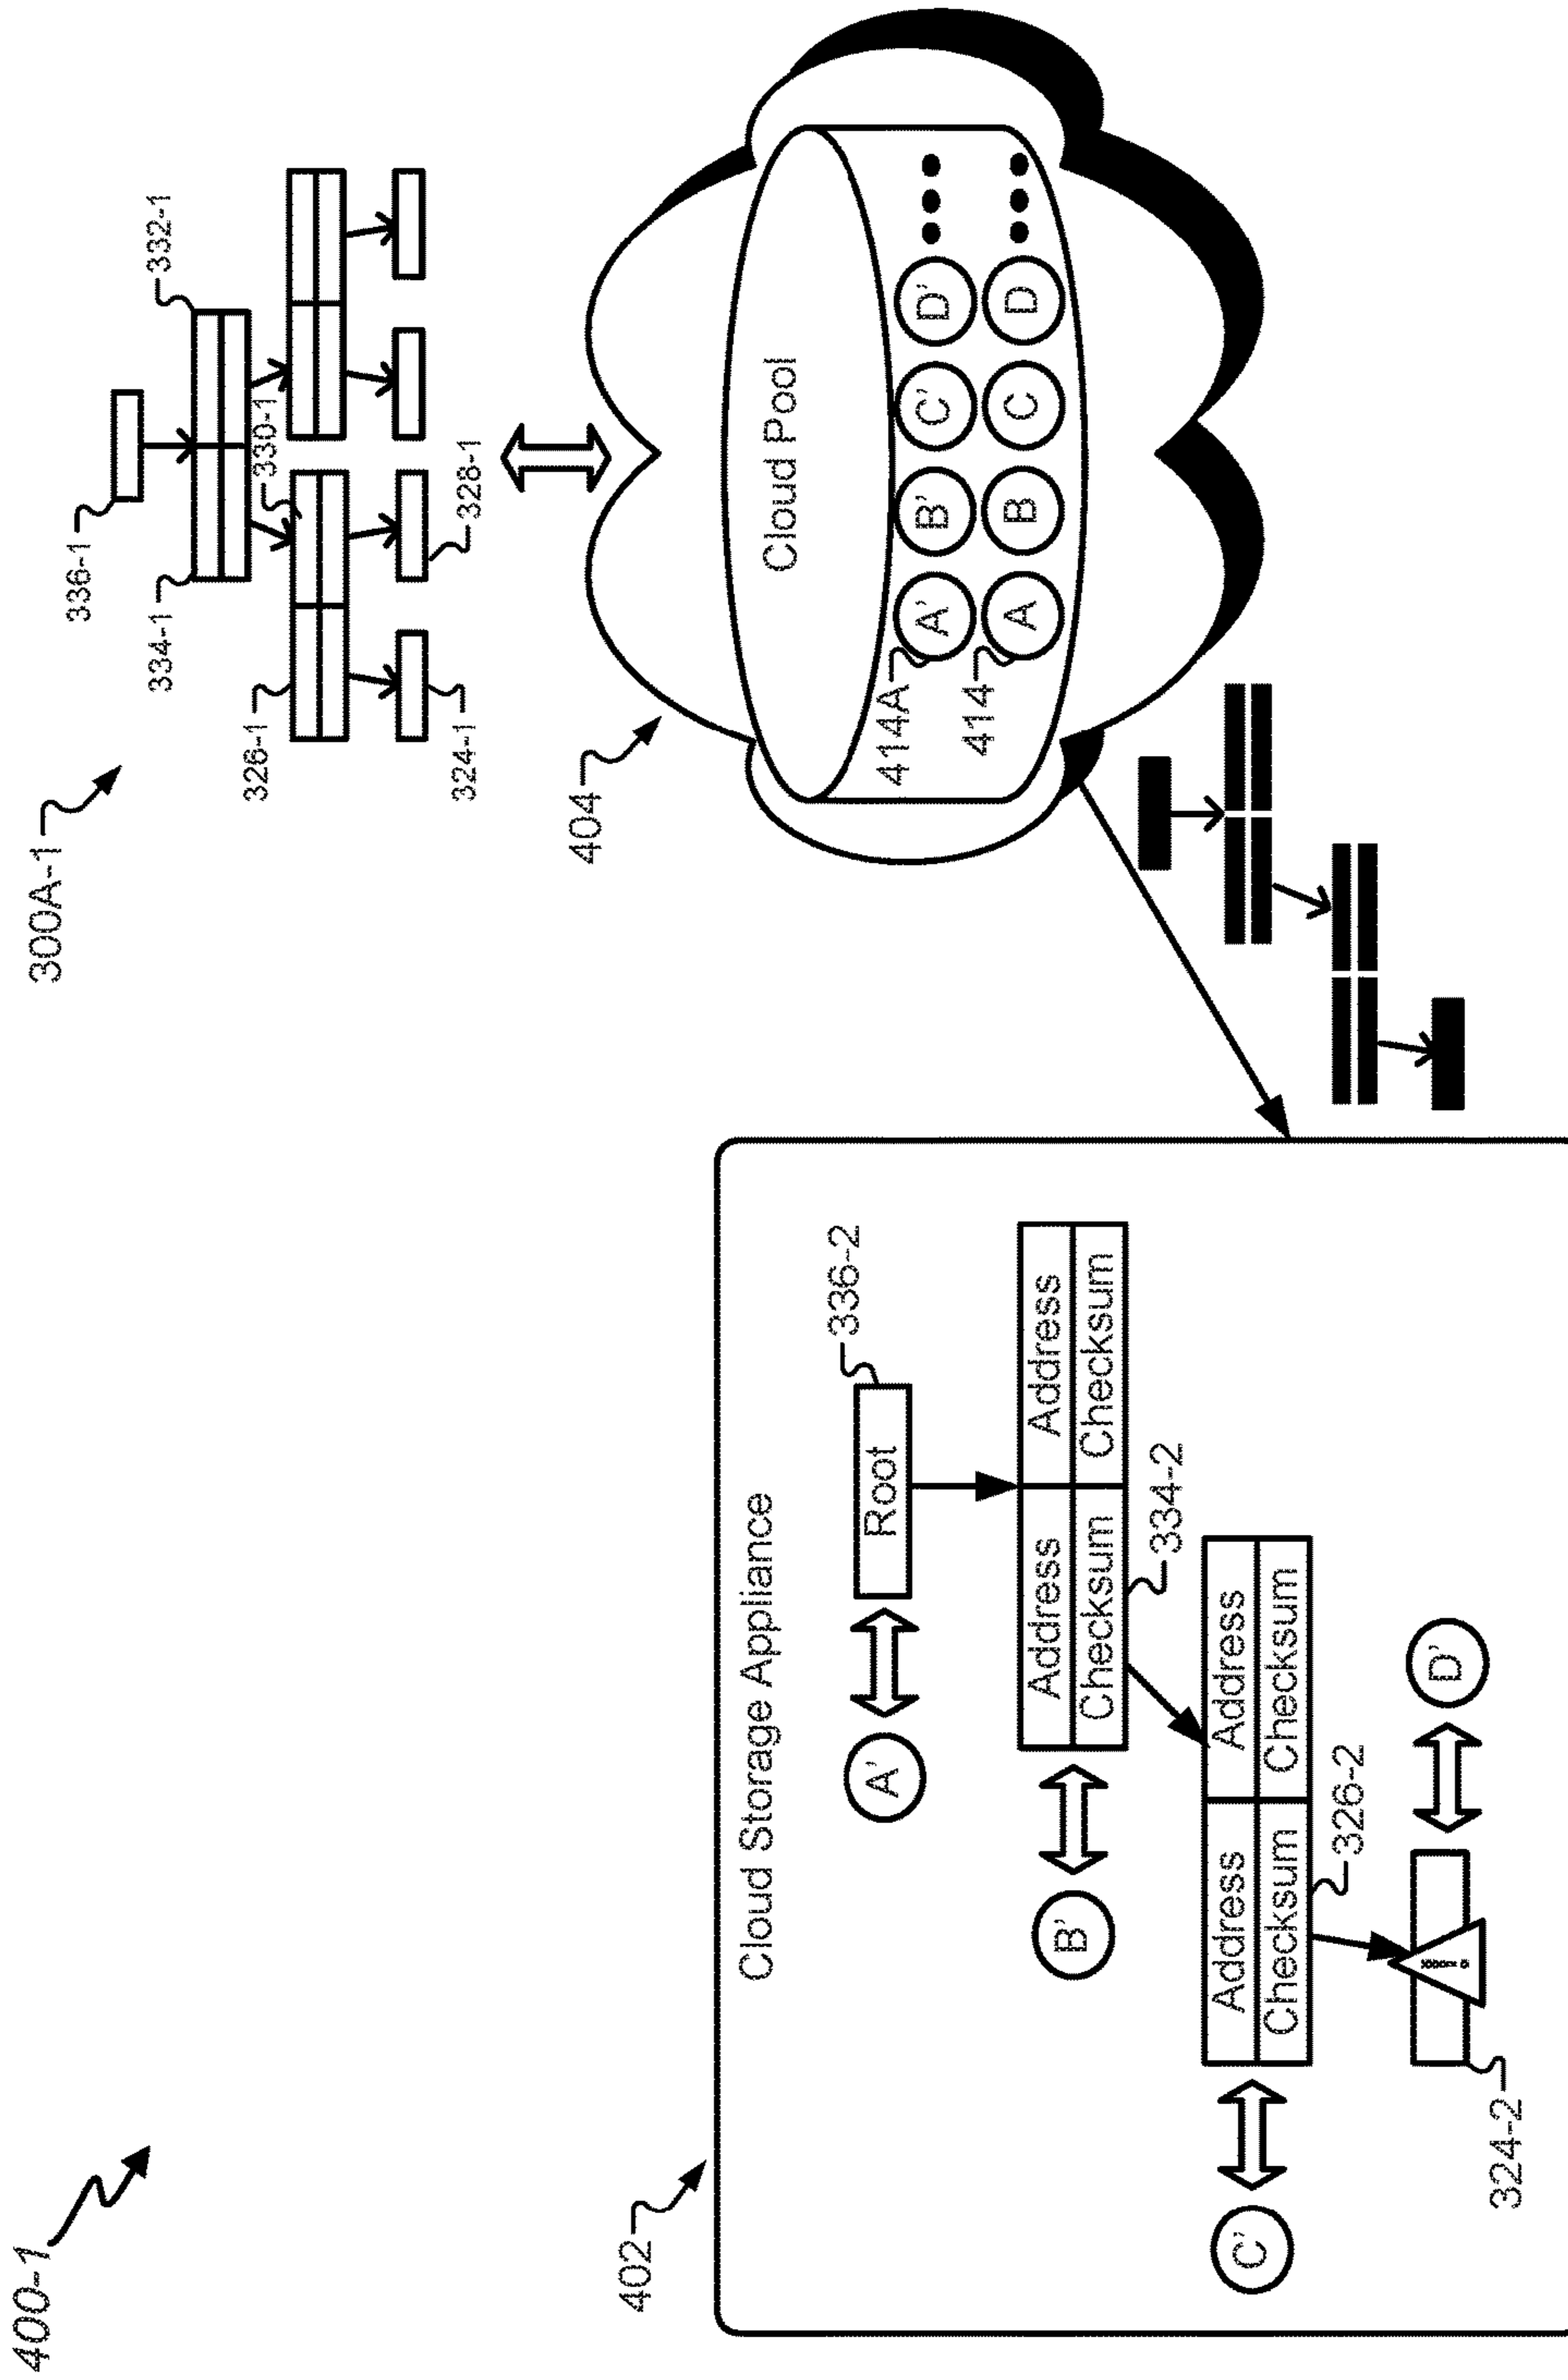 400-1
300A-1
336-1
334-1
332-1
330-1
326-1
324-1
328-1
404
Cloud Pool
A' B' C' D'
414A
A B C D
414
402
Cloud Storage Appliance
Root
336-2
A'
Address Address
Checksum Checksum
334-2
B'
Address Address
Checksum Checksum
326-2
C'
!
D'
324-2